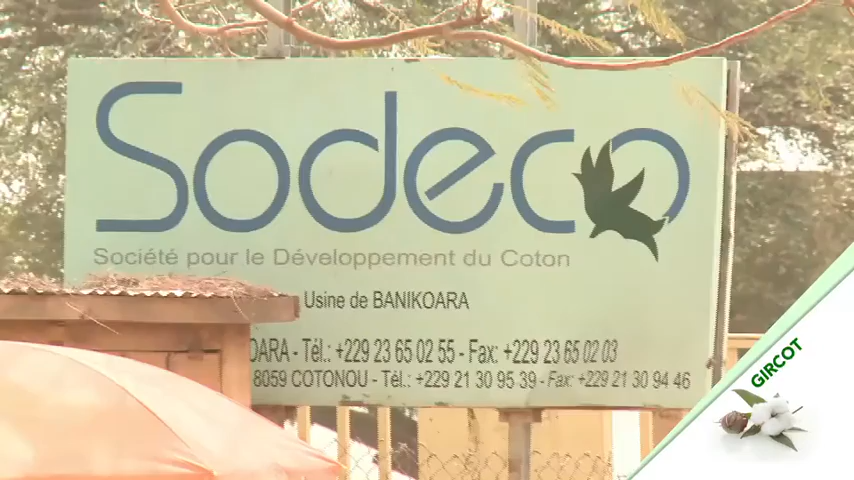 Sodeco
Société pour le Développement du Coton
Usine de BANIKOARA
- Tél.: +229 23 65 02 55 - Fax: +229 23 65 02 03
8059 COTONOU - Tél.: +229 21 30 95 39 - Fax: +229 21 30 94 46
GIRCOT